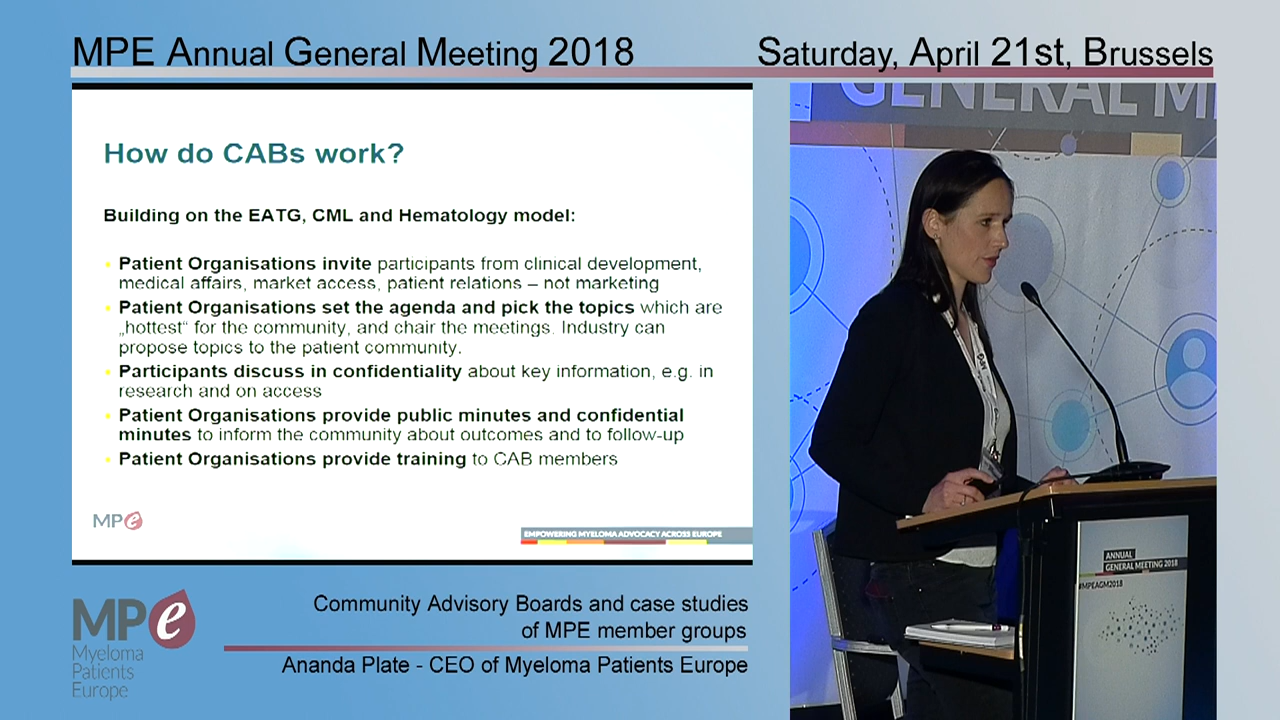 MPE Annual General Meeting 2018
Saturday, April 21st, Brussels
How do CABs work?
Building on the EATG, CML and Hematology model:
• Patient Organisations invite participants from clinical development,
medical affairs, market access, patient relations – not marketing
• Patient Organisations set the agenda and pick the topics which are
„hottest“ for the community, and chair the meetings. Industry can
propose topics to the patient community.
• Participants discuss in confidentiality about key information, e.g. in
research and on access
• Patient Organisations provide public minutes and confidential
minutes to inform the community about outcomes and to follow-up
• Patient Organisations provide training to CAB members
MPe
EMPOWERING MYELOMA ADVOCACY ACROSS EUROPE
GENERAL
ANNUAL
GENERAL MEETING 2018
#MPEAGM2018
MPe
Myeloma
Patients
Europe
Community Advisory Boards and case studies
of MPE member groups
Ananda Plate - CEO of Myeloma Patients Europe